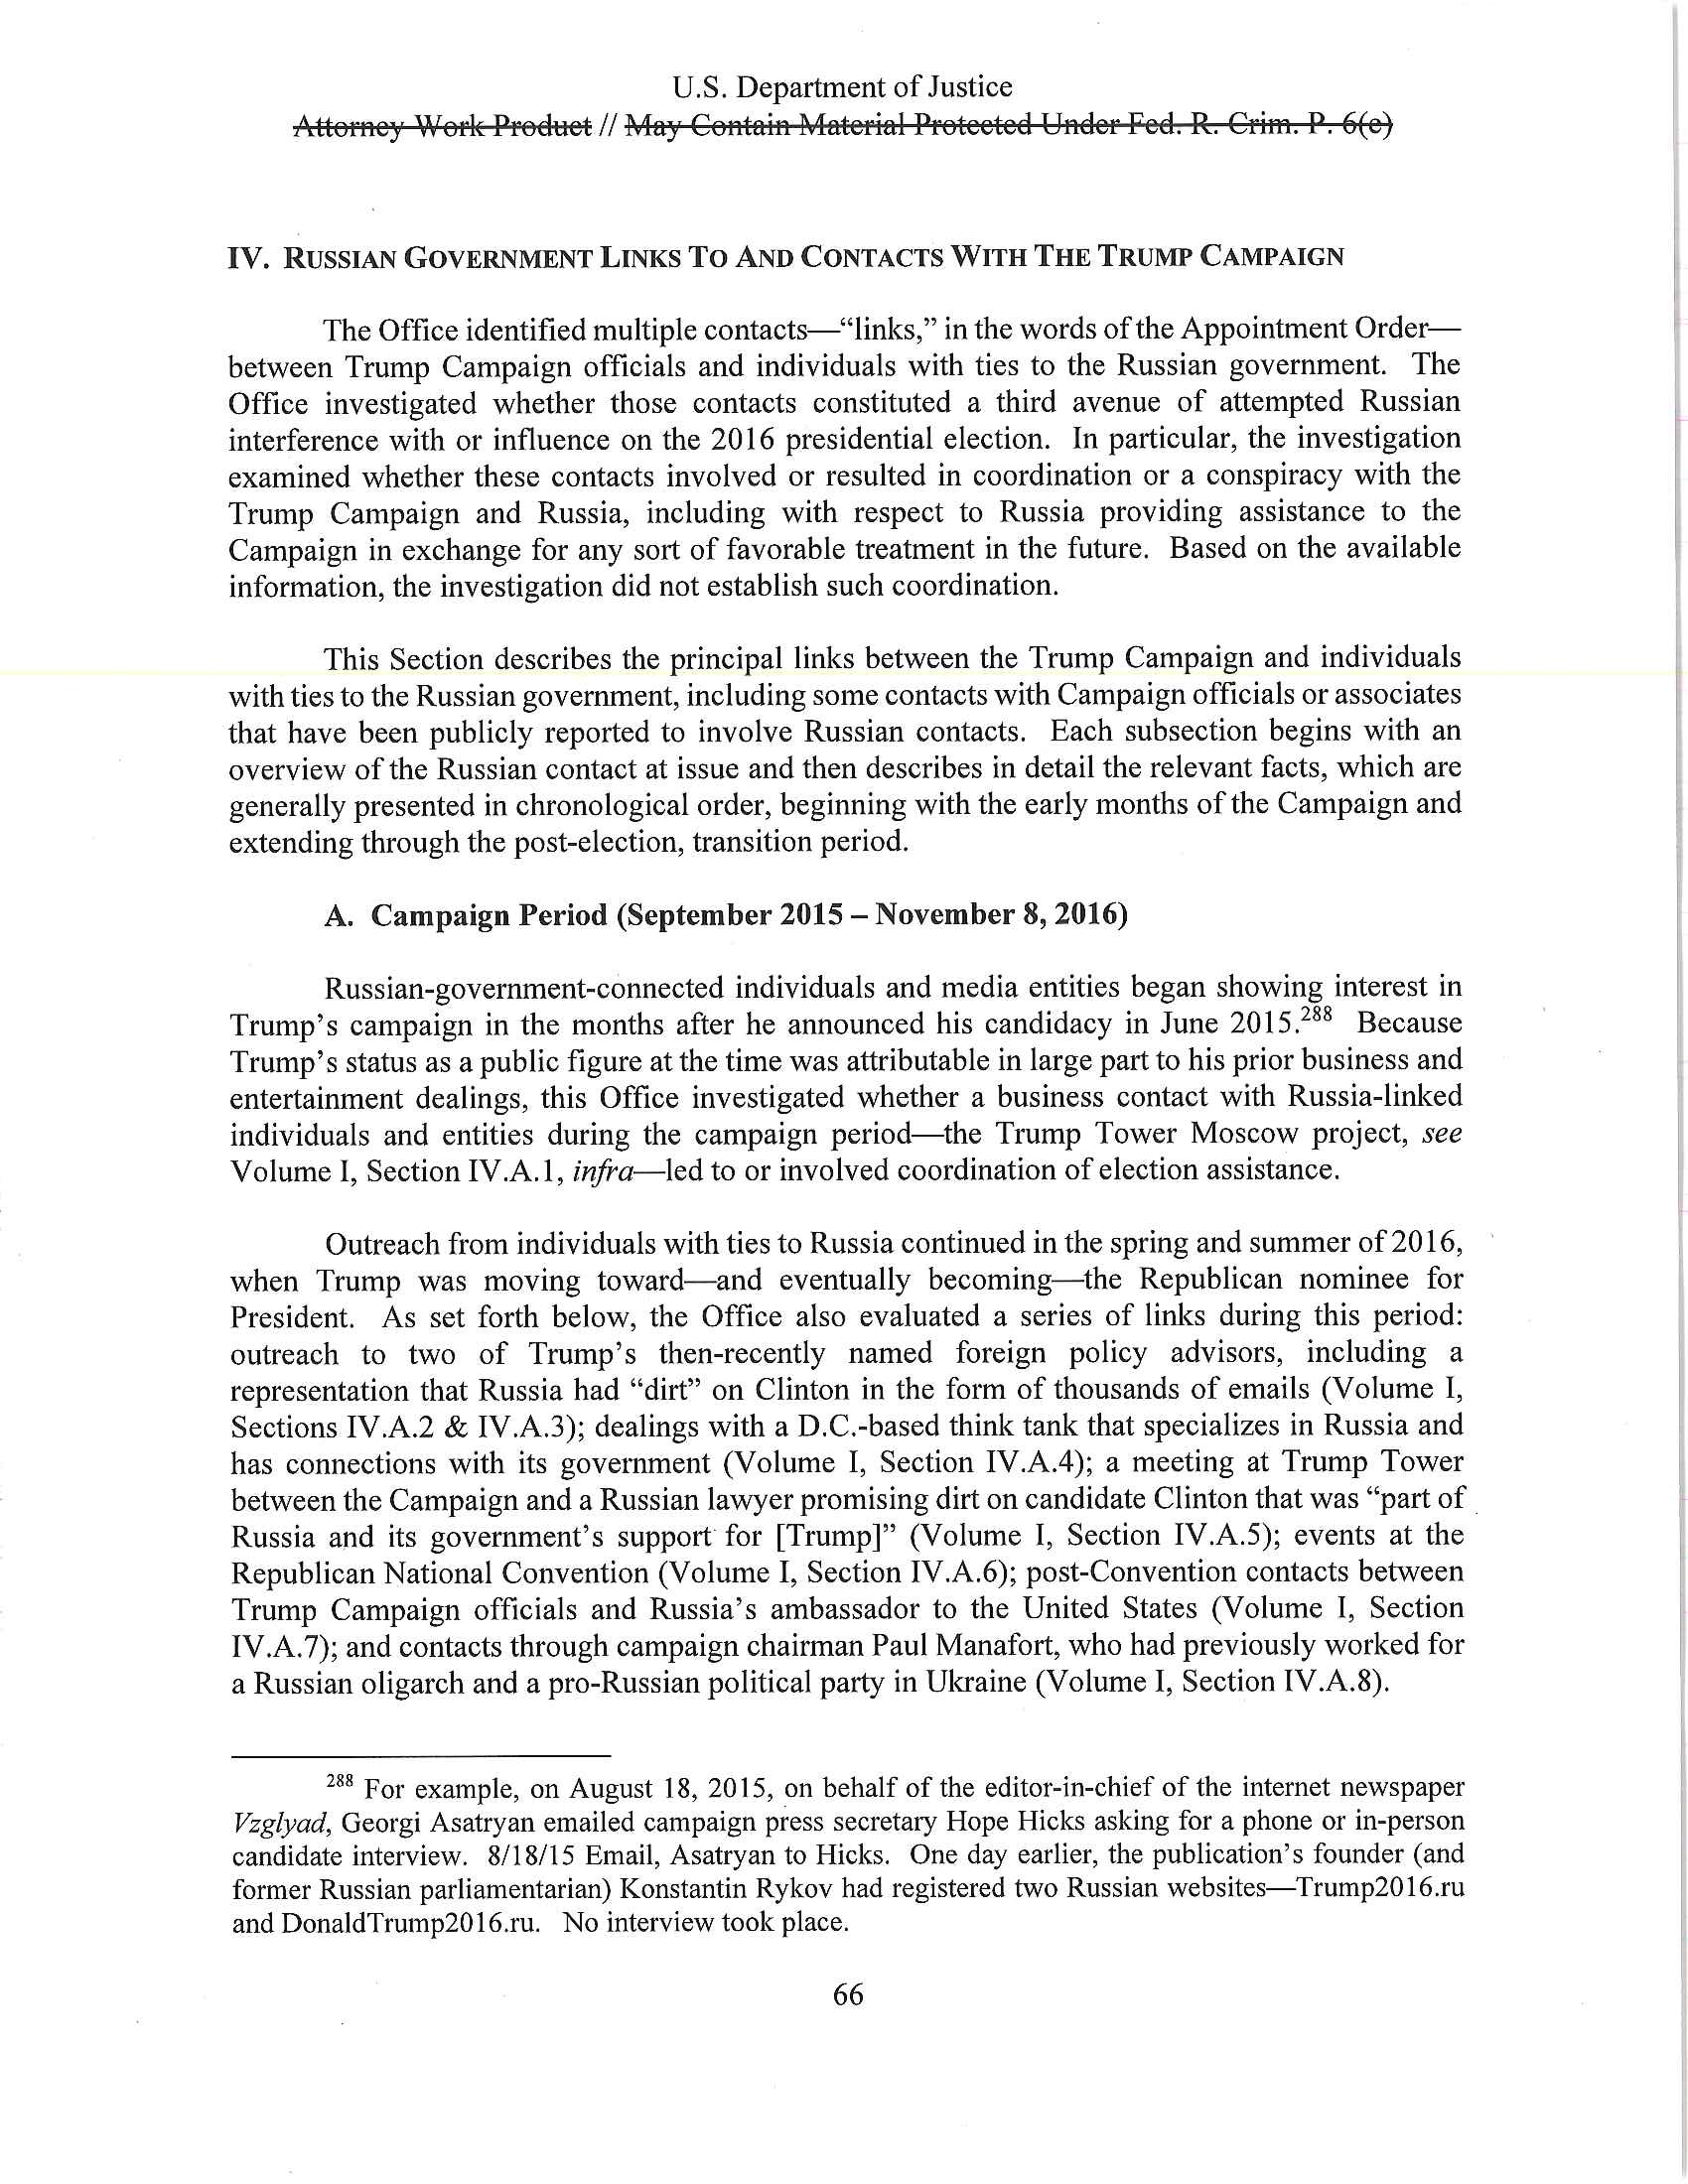 U.S. Department of Justice
Attorney Work Product // May Contain Material Protected Under Fed. R. Crim. P. 6(e)
IV. RUSSIAN GOVERNMENT LINKS TO AND CONTACTS WITH THE TRUMP CAMPAIGN
The Office identified multiple contacts—“links,” in the words of the Appointment Order—
between Trump Campaign officials and individuals with ties to the Russian government. The
Office investigated whether those contacts constituted a third avenue of attempted Russian
interference with or influence on the 2016 presidential election. In particular, the investigation
examined whether these contacts involved or resulted in coordination or a conspiracy with the
Trump Campaign and Russia, including with respect to Russia providing assistance to the
Campaign in exchange for any sort of favorable treatment in the future. Based on the available
information, the investigation did not establish such coordination.
This Section describes the principal links between the Trump Campaign and individuals
with ties to the Russian government, including some contacts with Campaign officials or associates
that have been publicly reported to involve Russian contacts. Each subsection begins with an
overview of the Russian contact at issue and then describes in detail the relevant facts, which are
generally presented in chronological order, beginning with the early months of the Campaign and
extending through the post-election, transition period.
A. Campaign Period (September 2015 – November 8, 2016)
Russian-government-connected individuals and media entities began showing interest in
Trump’s campaign in the months after he announced his candidacy in June 2015.288 Because
Trump’s status as a public figure at the time was attributable in large part to his prior business and
entertainment dealings, this Office investigated whether a business contact with Russia-linked
individuals and entities during the campaign period—the Trump Tower Moscow project, see
Volume I, Section IV.A.1, infra—led to or involved coordination of election assistance.
Outreach from individuals with ties to Russia continued in the spring and summer of 2016,
when Trump was moving toward—and eventually becoming—the Republican nominee for
President. As set forth below, the Office also evaluated a series of links during this period:
outreach to two of Trump’s then-recently named foreign policy advisors, including a
representation that Russia had “dirt” on Clinton in the form of thousands of emails (Volume I,
Sections IV.A.2 & IV.A.3); dealings with a D.C.-based think tank that specializes in Russia and
has connections with its government (Volume I, Section IV.A.4); a meeting at Trump Tower
between the Campaign and a Russian lawyer promising dirt on candidate Clinton that was “part of
Russia and its government’s support for [Trump]” (Volume I, Section IV.A.5); events at the
Republican National Convention (Volume I, Section IV.A.6); post-Convention contacts between
Trump Campaign officials and Russia’s ambassador to the United States (Volume I, Section
IV.A.7); and contacts through campaign chairman Paul Manafort, who had previously worked for
a Russian oligarch and a pro-Russian political party in Ukraine (Volume I, Section IV.A.8).
288 For example, on August 18, 2015, on behalf of the editor-in-chief of the internet newspaper
Vzglyad, Georgi Asatryan emailed campaign press secretary Hope Hicks asking for a phone or in-person
candidate interview. 8/18/15 Email, Asatryan to Hicks. One day earlier, the publication’s founder (and
former Russian parliamentarian) Konstantin Rykov had registered two Russian websites—Trump2016.ru
and DonaldTrump2016.ru. No interview took place.
66